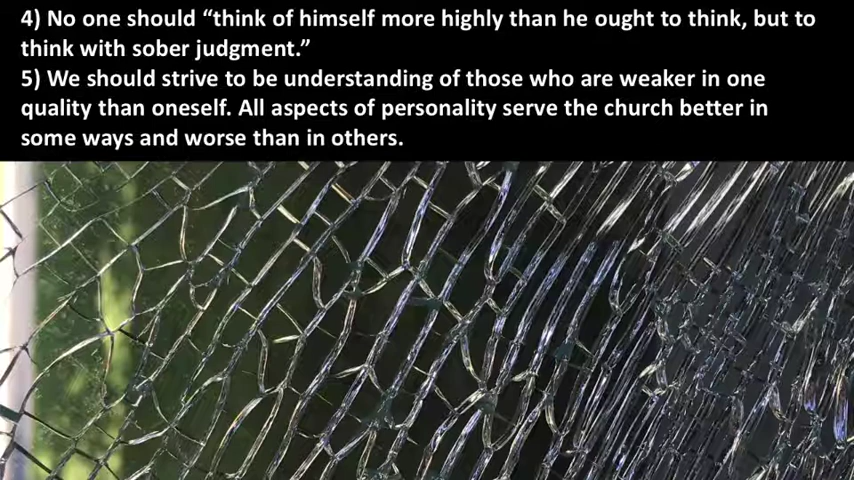 4) No one should “think of himself more highly than he ought to think, but to
think with sober judgment.”
5) We should strive to be understanding of those who are weaker in one
quality than oneself. All aspects of personality serve the church better in
some ways and worse than in others.